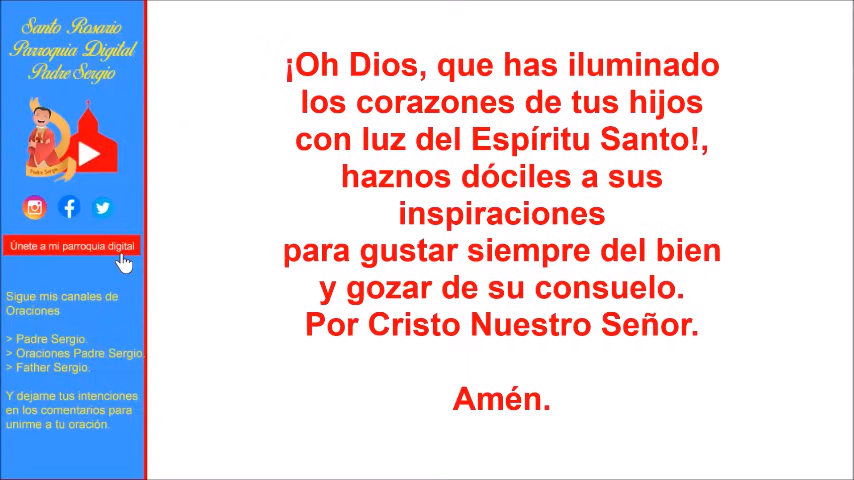 Santo Rosario
Parroquia Digital
Padre Sergio
Padre Sergio
Únete a mi parroquia digital
Sigue mis canales de
Oraciones
> Padre Sergio.
> Oraciones Padre Sergio.
> Father Sergio.
Y dejame tus intenciones
en los comentarios para
unirme a tu oración.
¡Oh Dios, que has iluminado
los corazones de tus hijos
con luz del Espíritu Santo!,
haznos dóciles a sus
inspiraciones
para gustar siempre del bien
y gozar de su consuelo.
Por Cristo Nuestro Señor.
Amén.